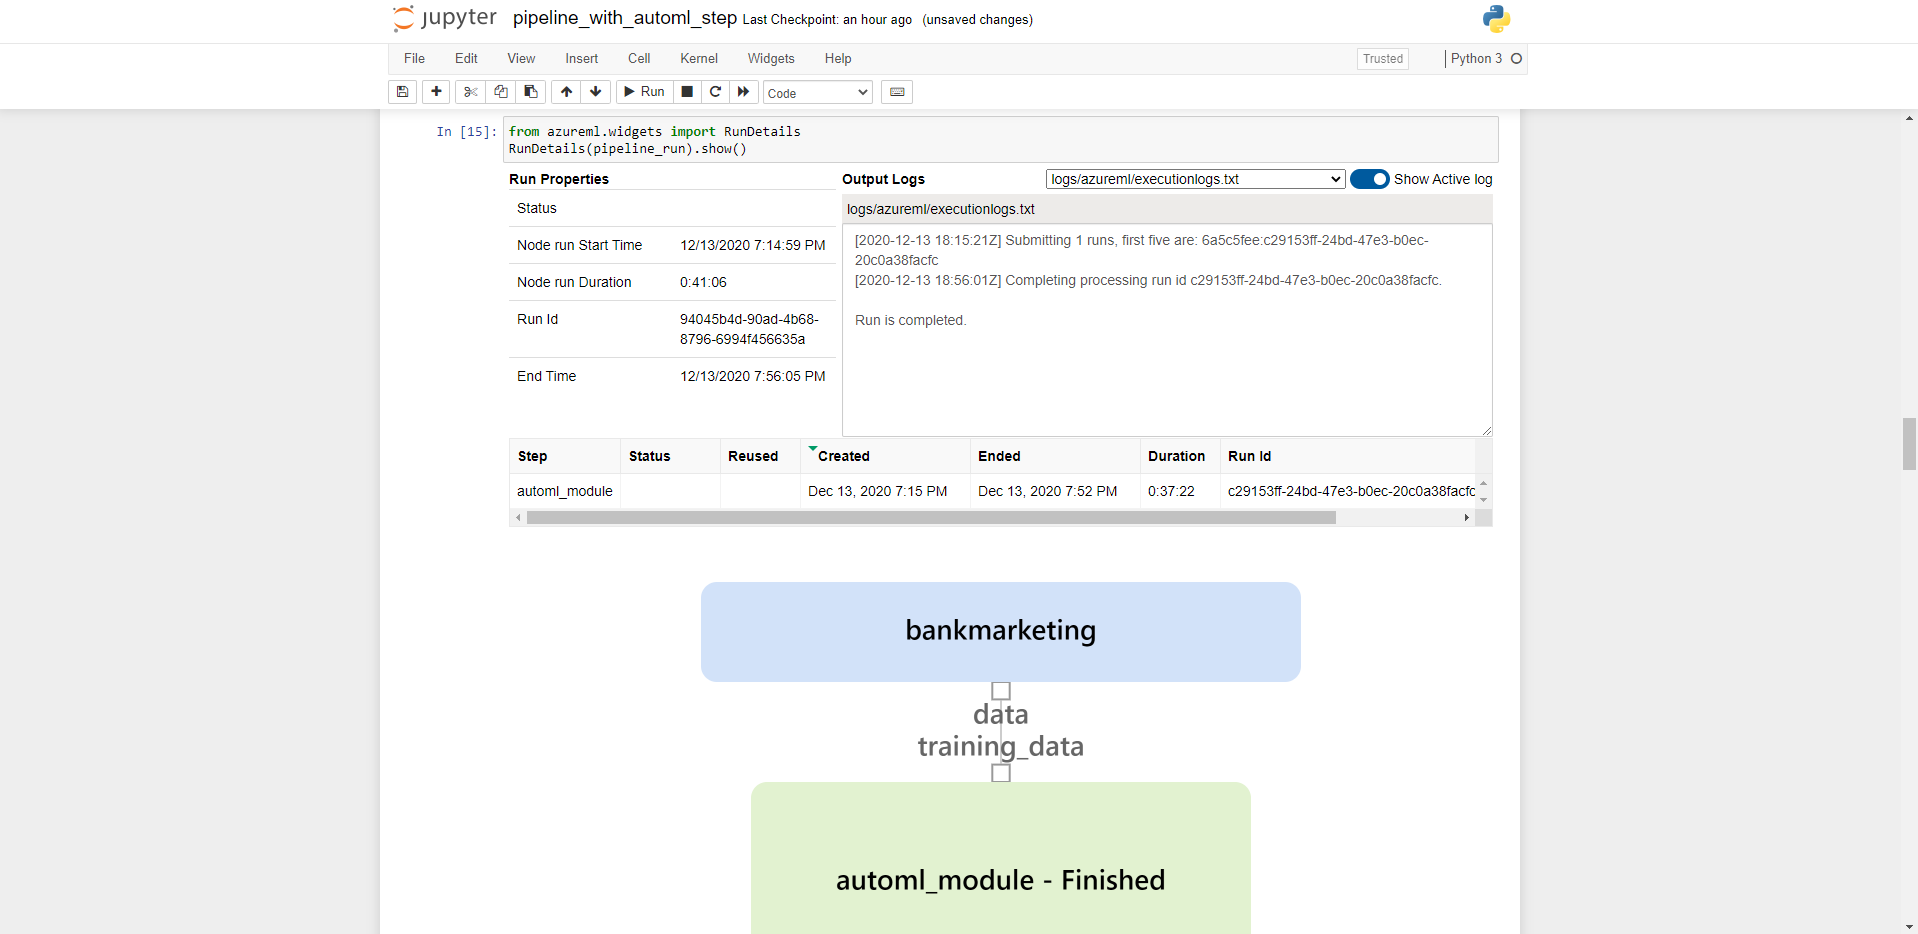 jupyter pipeline_with_automl_step Last Checkpoint: an hour ago (unsaved changes)
File Edit View Insert Cell Kernel Widgets Help Trusted Python 3
Run Code
In [15]: from azureml.widgets import RunDetails
RunDetails(pipeline_run).show()
Run Properties
Status
Node run Start Time 12/13/2020 7:14:59 PM
Node run Duration 0:41:06
Run Id 94045b4d-90ad-4b68-
8796-6994f456635a
End Time 12/13/2020 7:56:05 PM
Output Logs logs/azureml/executionlogs.txt Show Active log
logs/azureml/executionlogs.txt
[2020-12-13 18:15:21Z] Submitting 1 runs, first five are: 6a5c5fee:c29153ff-24bd-47e3-b0ec-
20c0a38facfc
[2020-12-13 18:56:01Z] Completing processing run id c29153ff-24bd-47e3-b0ec-20c0a38facfc.
Run is completed.
Step Status Reused Created Ended Duration Run Id
automl_module Dec 13, 2020 7:15 PM Dec 13, 2020 7:52 PM 0:37:22 c29153ff-24bd-47e3-b0ec-20c0a38facfc
bankmarketing
data
training_data
automl_module - Finished